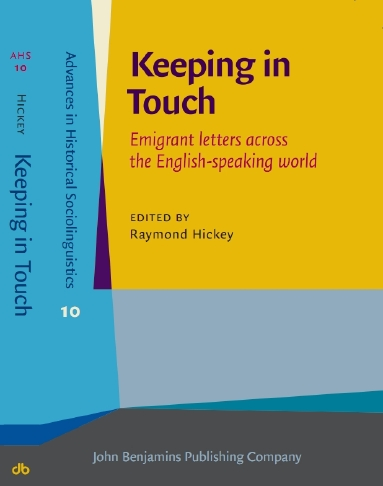 AHS
10
HICKEY
Keeping in Touch
Advances in Historical Sociolinguistics
10
Keeping in
Touch
Emigrant letters across
the English-speaking world
EDITED BY
Raymond Hickey
John Benjamins Publishing Company
db